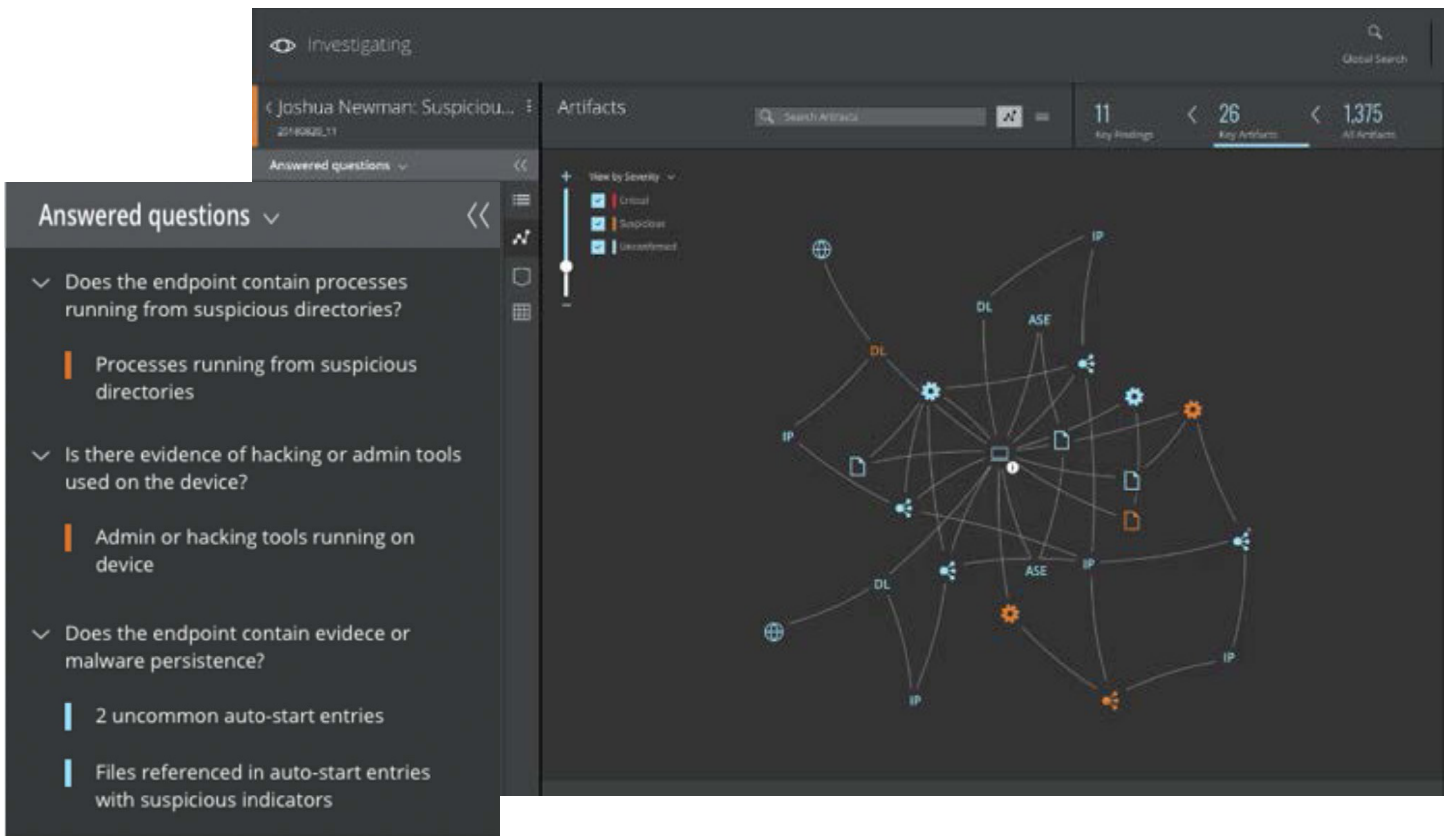 Investigating
Global Search
Joshua Newman: Suspiciou...
20180820_11
Artifacts
Search Artifacts
11
Key Findings
26
Key Artifacts
1,375
All Artifacts
Answered questions
View by Severity
Critical
Suspicious
Unconfirmed
Answered questions
Does the endpoint contain processes
running from suspicious directories?
Processes running from suspicious
directories
Is there evidence of hacking or admin tools
used on the device?
Admin or hacking tools running on
device
Does the endpoint contain evidece or
malware persistence?
2 uncommon auto-start entries
Files referenced in auto-start entries
with suspicious indicators
IP
DL
ASE
DL
IP
IP
ASE
DL
IP
IP